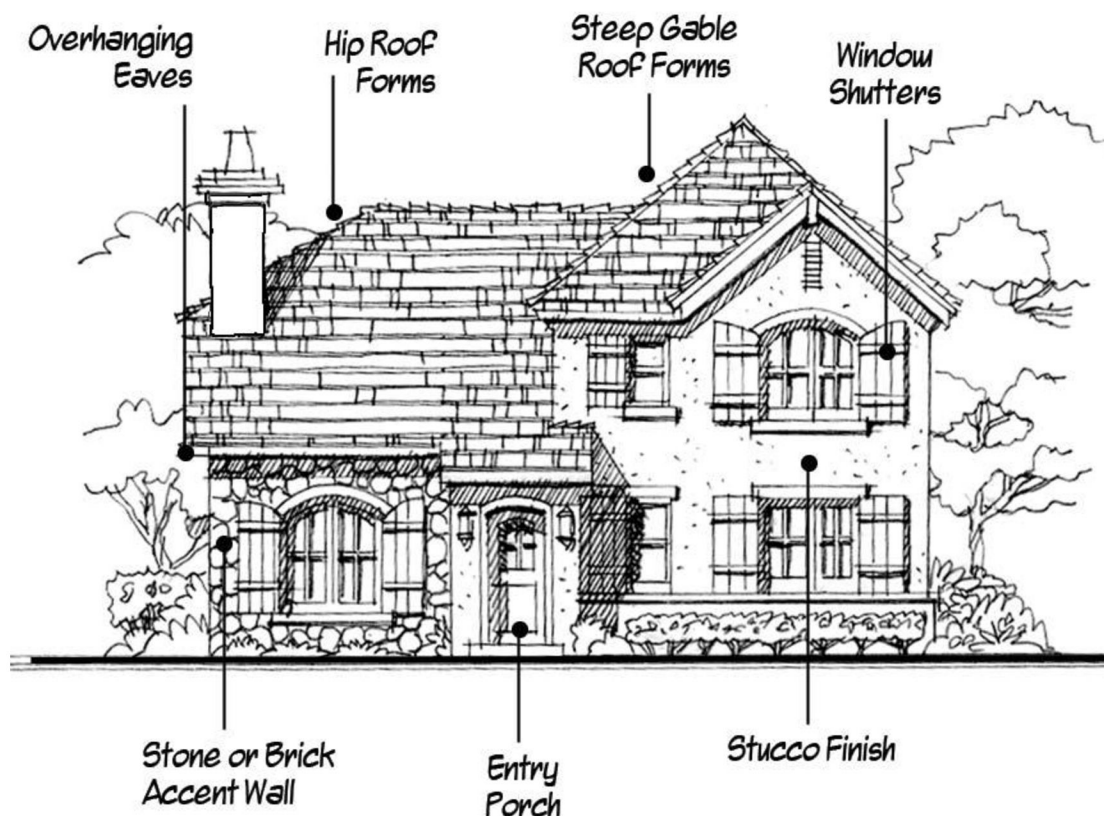 Overhanging
Eaves
Hip Roof
Forms
Steep Gable
Roof Forms
Window
Shutters
Stone or Brick
Accent Wall
Entry
Porch
Stucco Finish